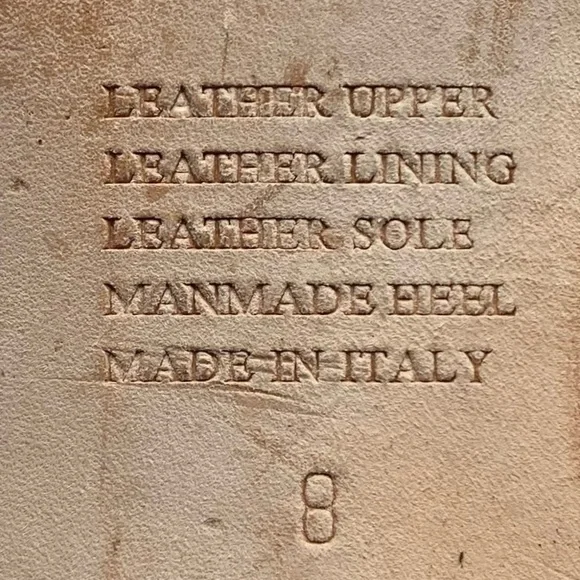 LEATHER UPPER
LEATHER LINING
LEATHER SOLE
MANMADE HEEL
MADE IN ITALY
8